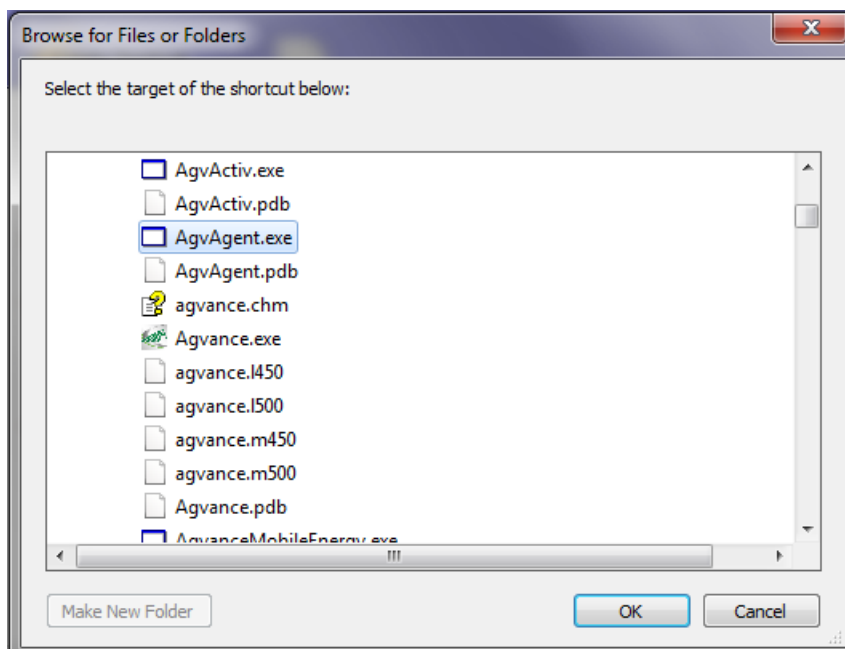 Browse for Files or Folders
Select the target of the shortcut below:
AgvActiv.exe
AgvActiv.pdb
AgvAgent.exe
AgvAgent.pdb
agvance.chm
Agvance.exe
agvance.l450
agvance.l500
agvance.m450
agvance.m500
Agvance.pdb
AgvanceMobileEnergy.exe
Make New Folder OK Cancel